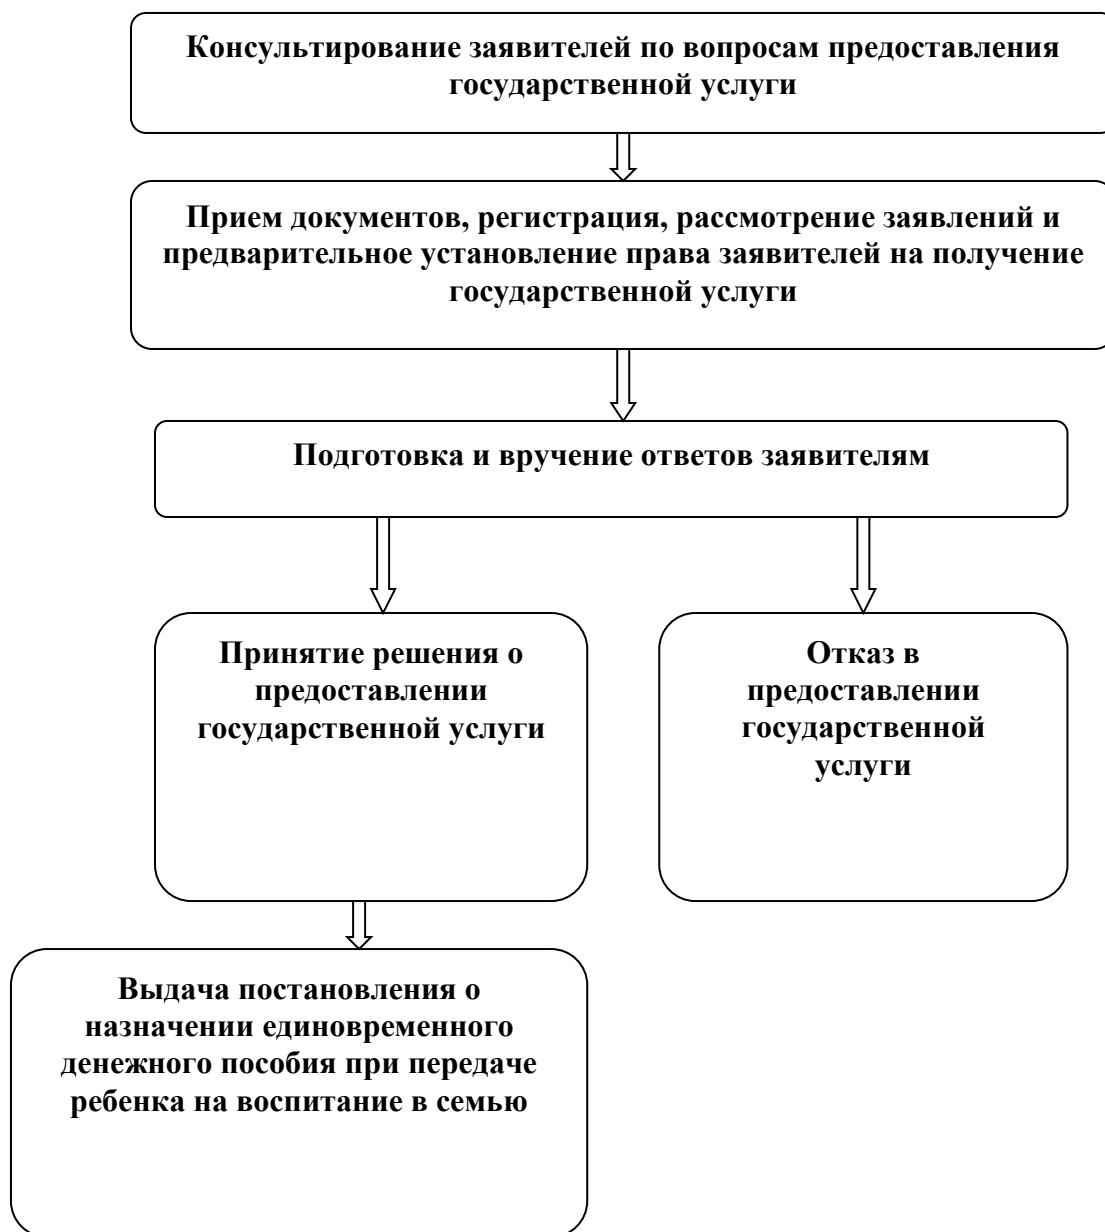 Консультирование заявителей по вопросам предоставления
государственной услуги
Прием документов, регистрация, рассмотрение заявлений и
предварительное установление права заявителей на получение
государственной услуги
Подготовка и вручение ответов заявителям
Принятие решения о
предоставлении
государственной услуги
Отказ в
предоставлении
государственной
услуги
Выдача постановления о
назначении единовременного
денежного пособия при передаче
ребенка на воспитание в семью